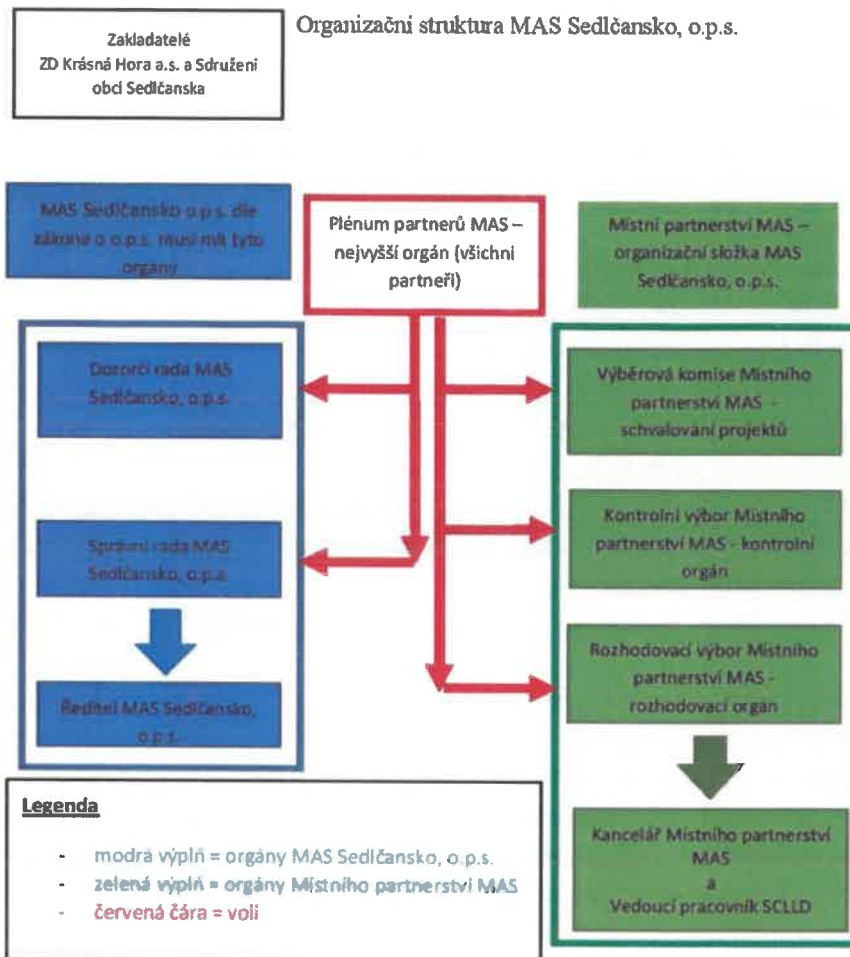 Organizační struktura MAS Sedlčansko, o.p.s.
Zakladatelé
ZD Krásná Hora a.s. a Sdružení
obcí Sedlčanska
MAS Sedlčansko o.p.s. dle
zákona o o.p.s. musí mít tyto
orgány
Plénum partnerů MAS –
nejvyšší orgán (všichni
partneři)
Místní partnerství MAS –
organizační složka MAS
Sedlčansko, o.p.s.
Dozorčí rada MAS
Sedlčansko, o.p.s.
Správní rada MAS
Sedlčansko, o.p.s.
Ředitel MAS Sedlčansko,
o.p.s.
Výběrová komise Místního
partnerství MAS -
schvalování projektů
Kontrolní výbor Místního
partnerství MAS - kontrolní
orgán
Rozhodovací výbor Místního
partnerství MAS -
rozhodovací orgán
Kancelář Místního partnerství
MAS
a
Vedoucí pracovník SCLLD
Legenda
- modrá výplň = orgány MAS Sedlčansko, o.p.s.
- zelená výplň = orgány Místního partnerství MAS
- červená čára = volí